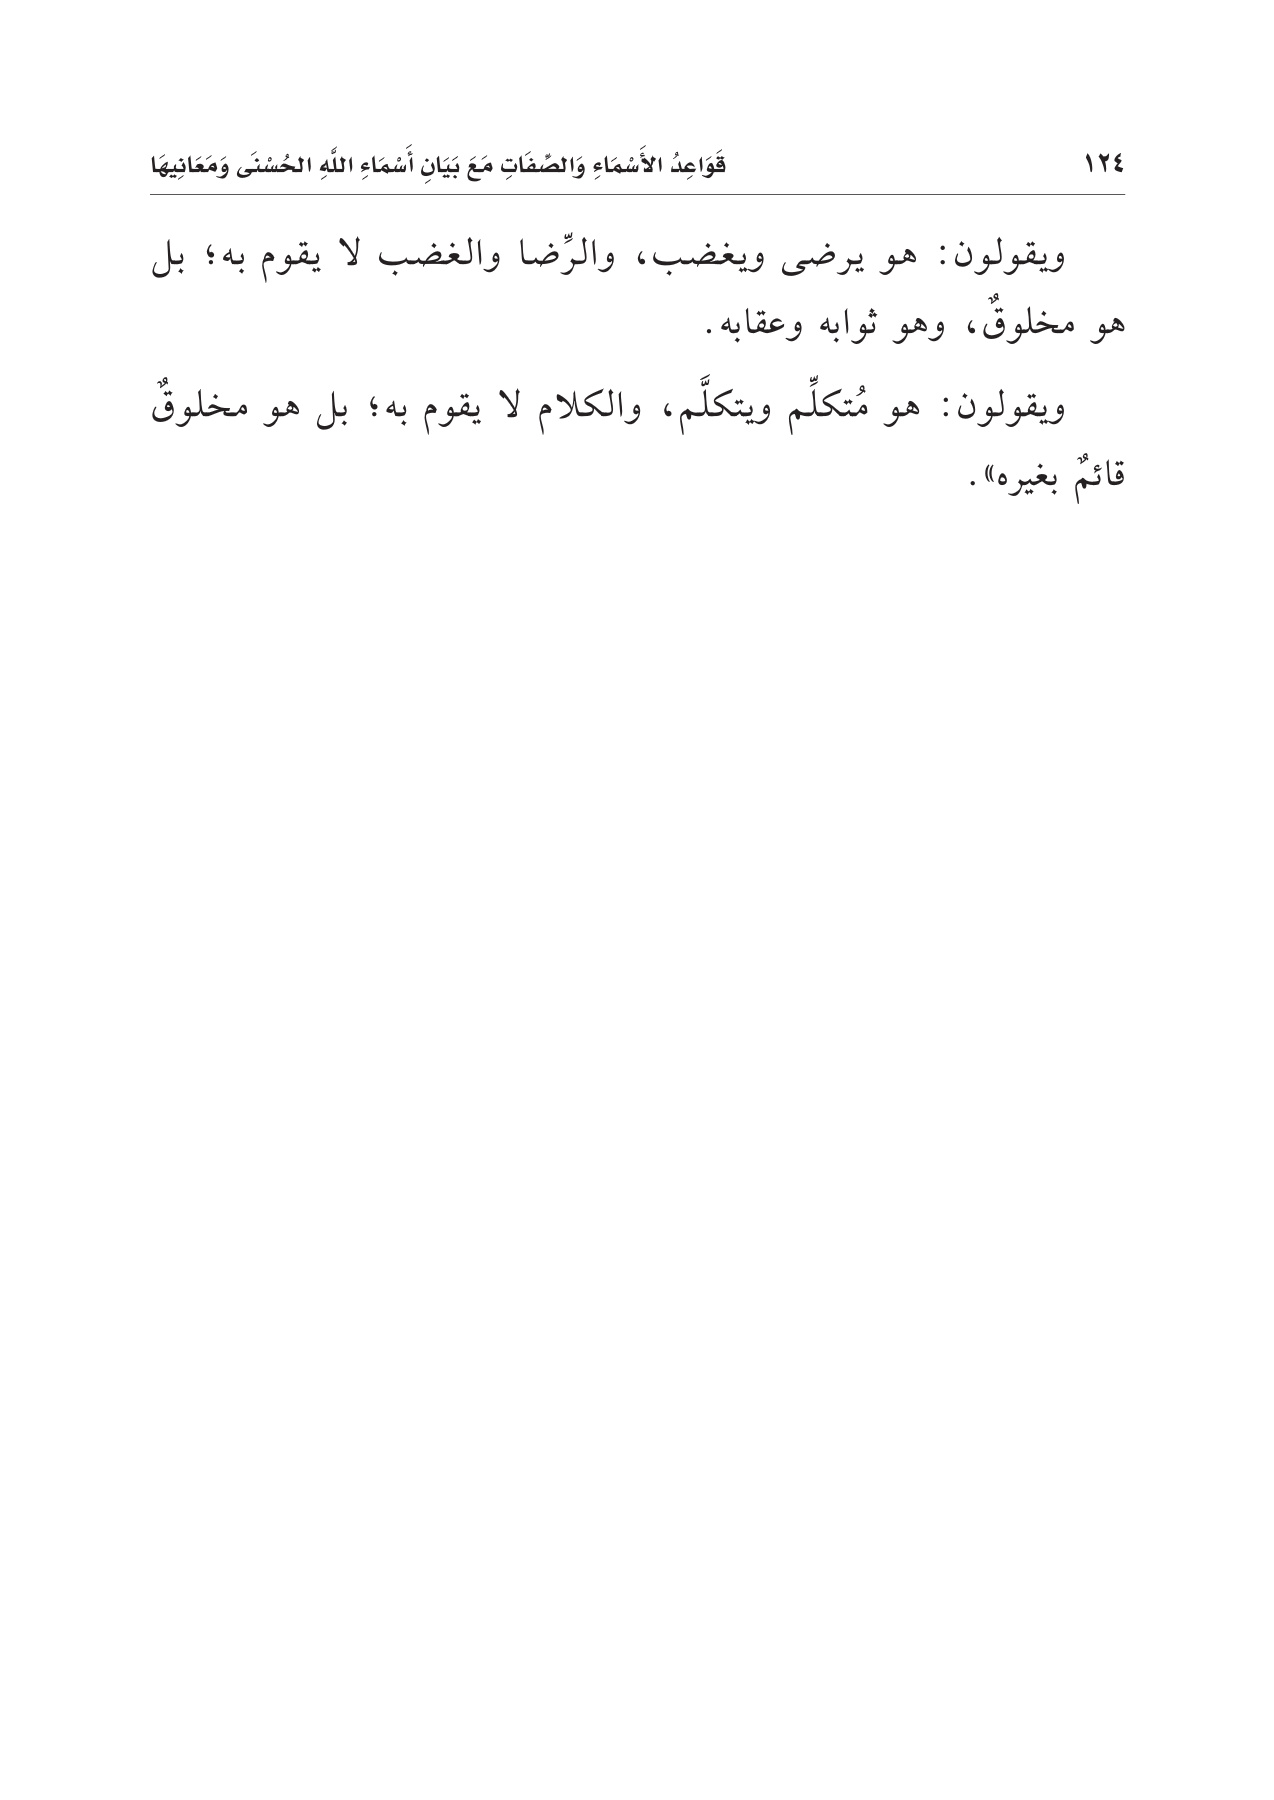 ١٢٤ قَوَاعِدُ الأَسْمَاءِ وَالصِّفَاتِ مَعَ بَيَانِ أَسْمَاءِ اللَّهِ الحُسْنَى وَمَعَانِيهَا
ويقولون: هو يرضى ويغضب، والرِّضا والغضب لا يقوم به؛ بل
هو مخلوقٌ، وهو ثوابه وعقابه.
ويقولون: هو مُتكلِّم ويتكلَّم، والكلام لا يقوم به؛ بل هو مخلوقٌ
قائمٌ بغيره».